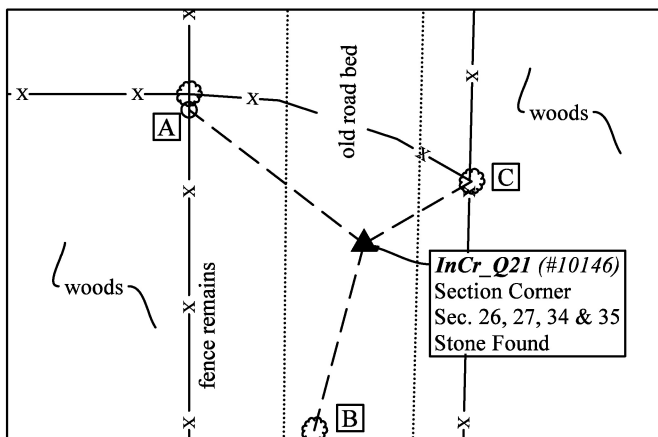 x
x
x
x
old road bed
x
woods
A
x
C
x
x
woods
x
fence remains
InCr_Q21 (#10146)
Section Corner
Sec. 26, 27, 34 & 35
Stone Found
B
x
x